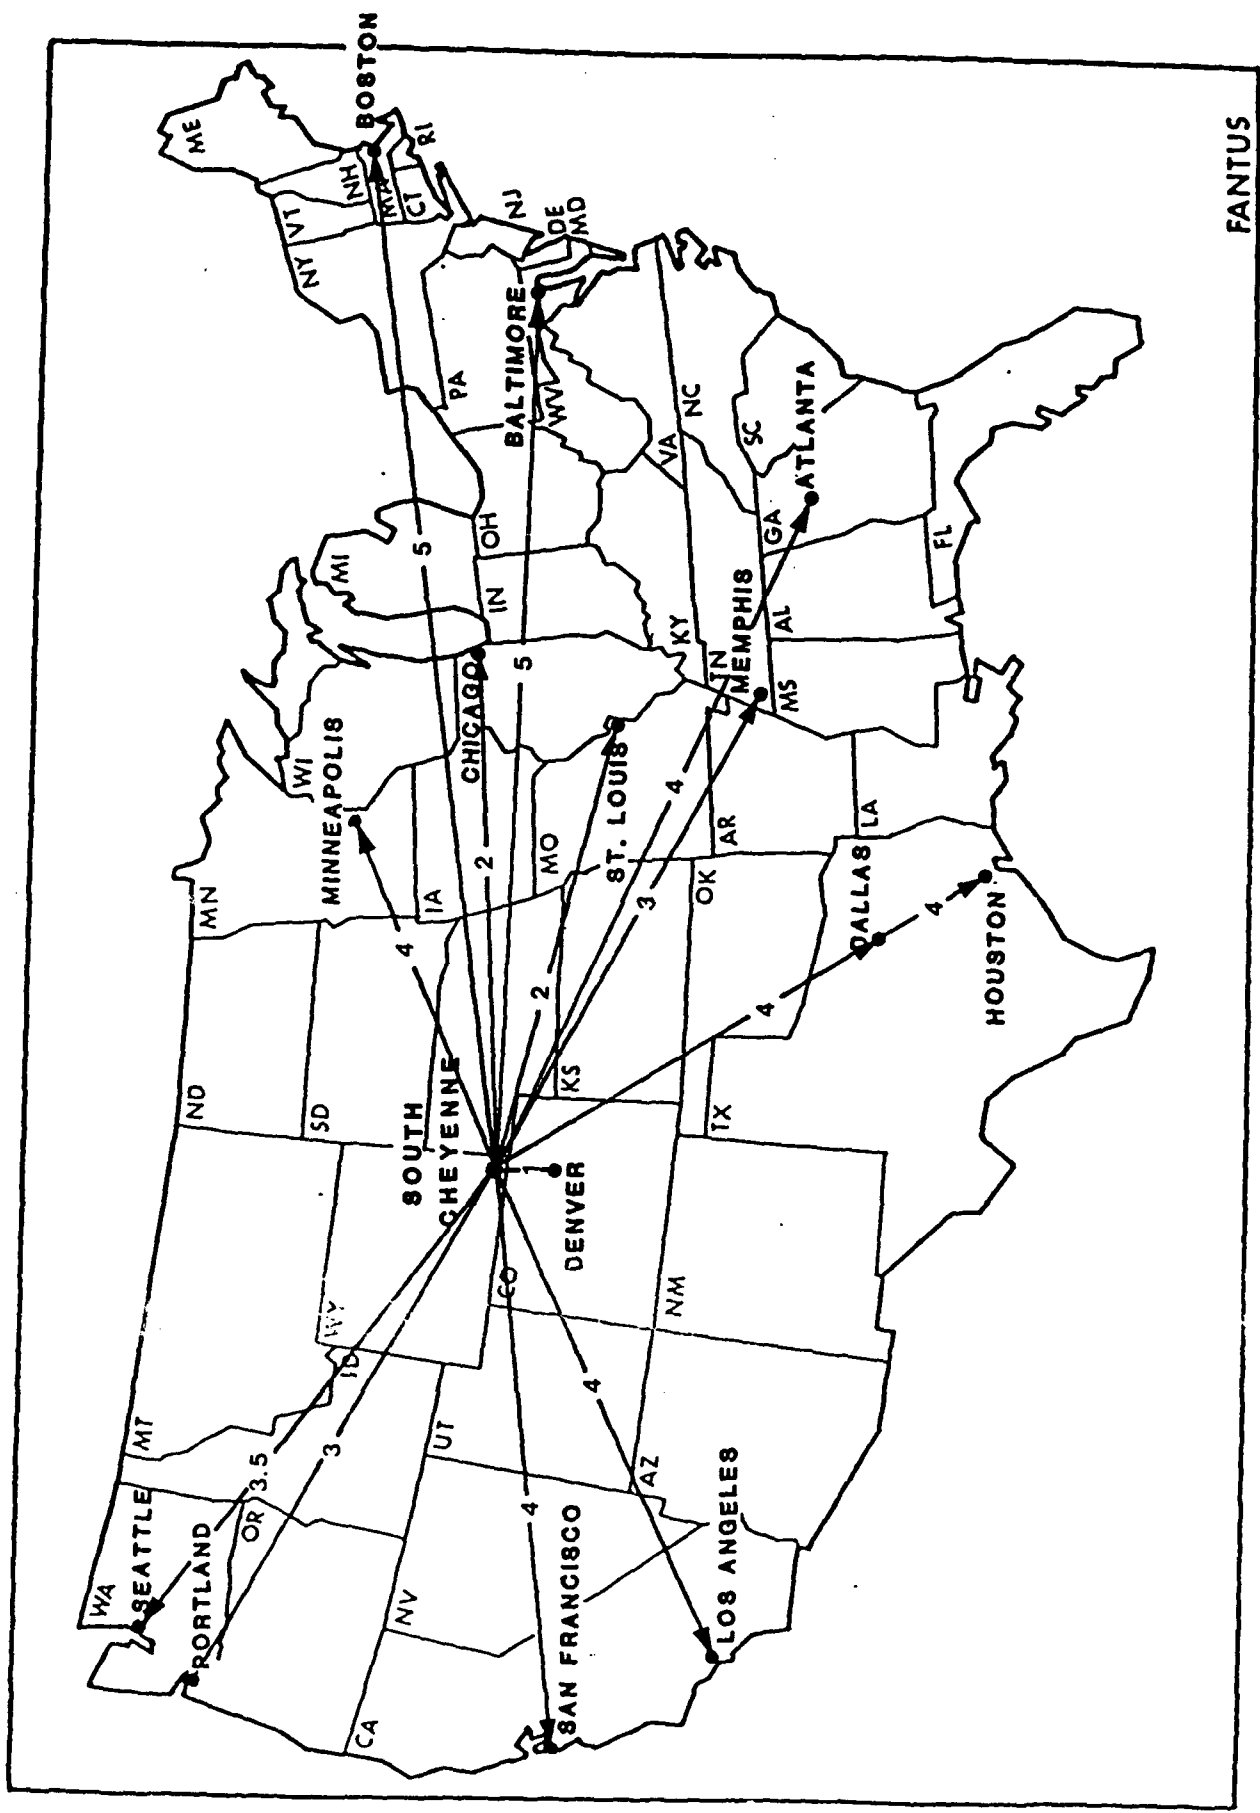 WA
SEATTLE
PORTLAND
OR
MT
ID
3.5
3
WY
ND
SD
MN
MINNEAPOLIS
WI
MI
4
IA
SOUTH
CHEYENNE
CHICAGO
2
5
IN
OH
PA
NY
VT
NH
ME
MA
CT
RI
BOSTON
NJ
DE
MD
BALTIMORE
5
WV
VA
NC
SC
ATLANTA
GA
FL
AL
MS
MEMPHIS
TN
KY
ST. LOUIS
MO
2
4
3
AR
LA
OK
KS
1
DENVER
CO
UT
NV
CA
4
SAN FRANCISCO
4
LOS ANGELES
AZ
NM
TX
4
DALLAS
4
HOUSTON
FANTUS